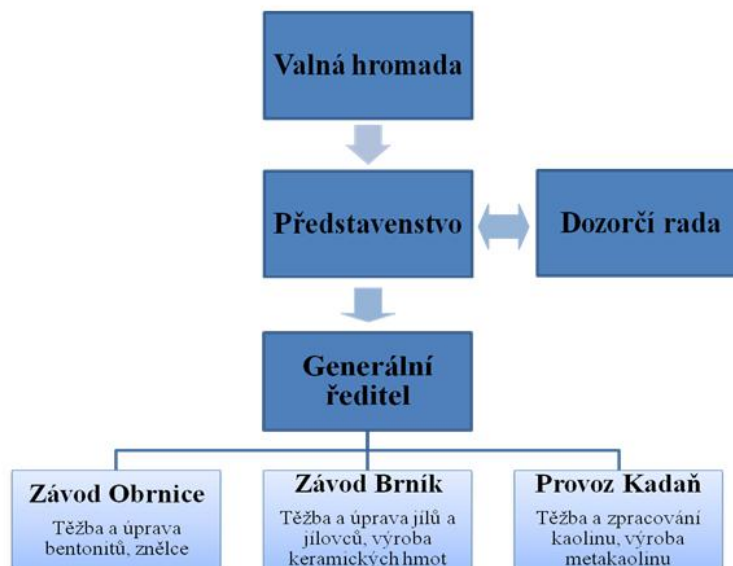 Valná hromada
Představenstvo
Dozorčí rada
Generální
ředitel
Závod Obrnice
Těžba a úprava
bentonitů, znělce
Závod Brník
Těžba a úprava jílů a
jílovců, výroba
keramických hmot
Provoz Kadaň
Těžba a zpracování
kaolinu, výroba
metakaolinu